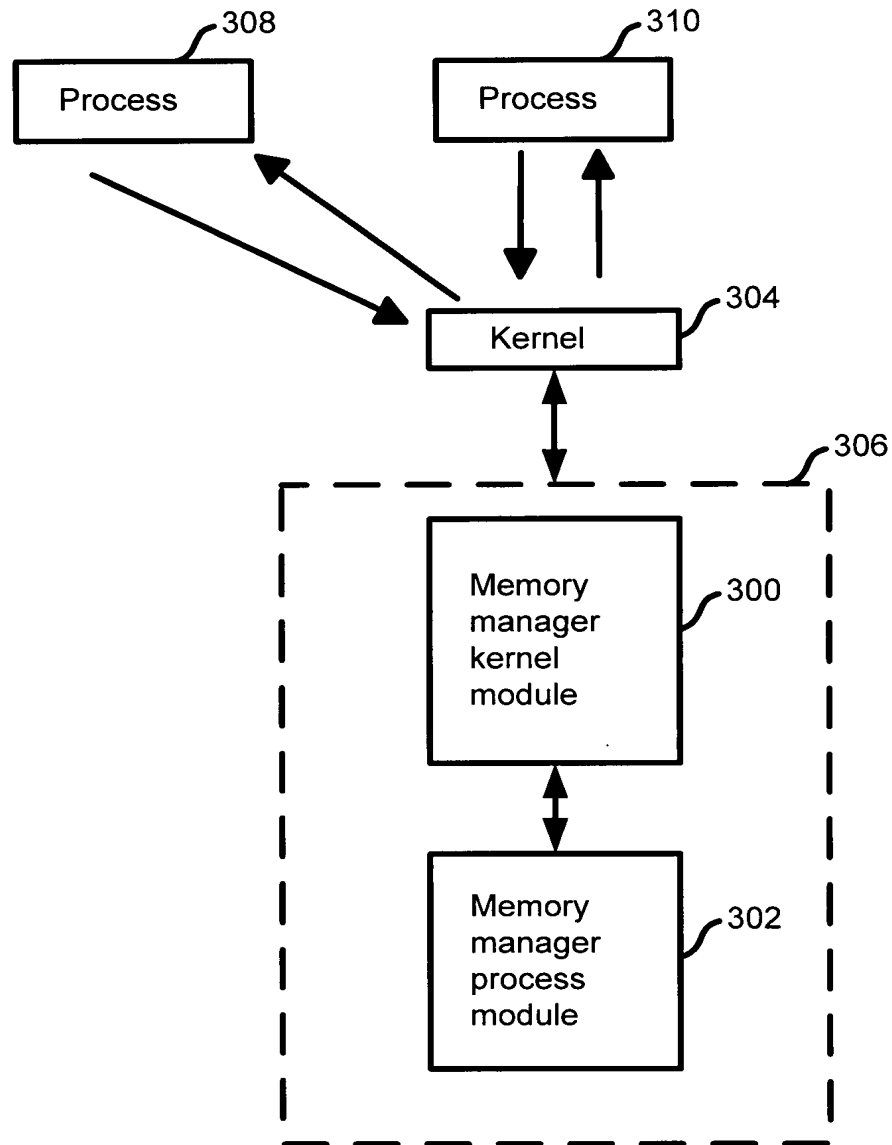 308
310
Process
Process
304
Kernel
306
Memory
manager
kernel
module
300
Memory
manager
process
module
302